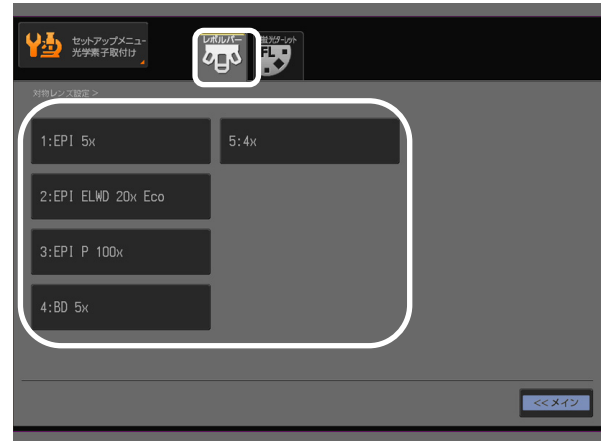 セットアップメニュー
光学素子取付け
レボルバー
蛍光ターレット
FL
対物レンズ設定 >
1:EPI 5x
5:4x
2:EPI ELWD 20x Eco
3:EPI P 100x
4:BD 5x
<<メイン